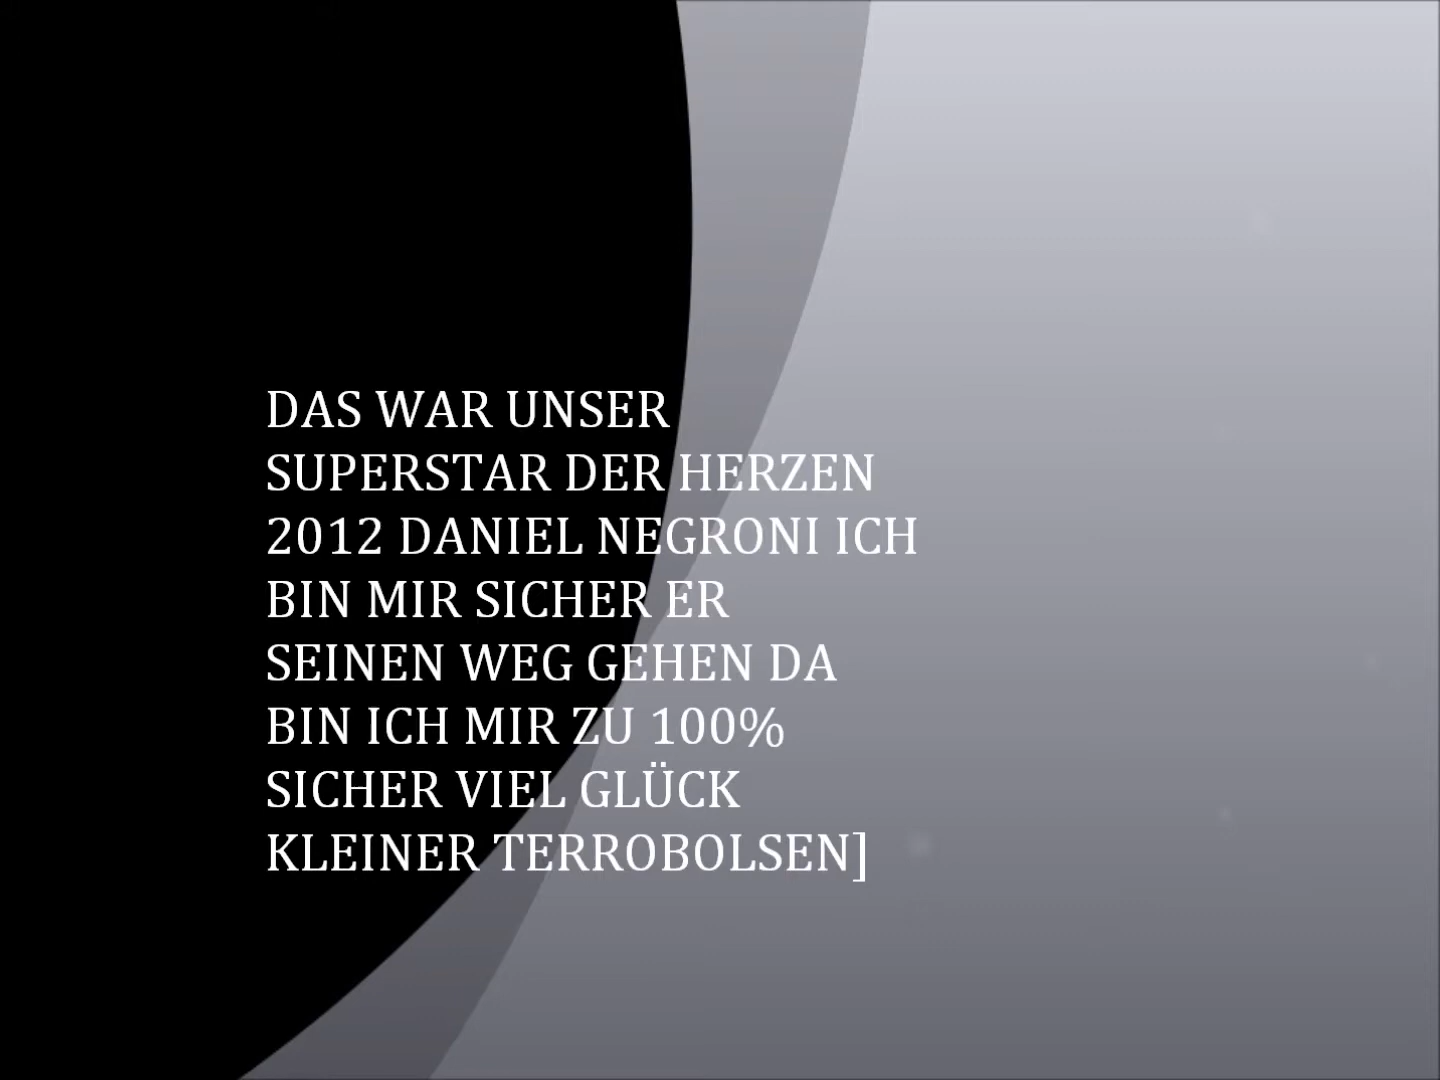 DAS WAR UNSER
SUPERSTAR DER HERZEN
2012 DANIEL NEGRONI ICH
BIN MIR SICHER ER
SEINEN WEG GEHEN DA
BIN ICH MIR ZU 100%
SICHER VIEL GLÜCK
KLEINER TERROBOLSEN]